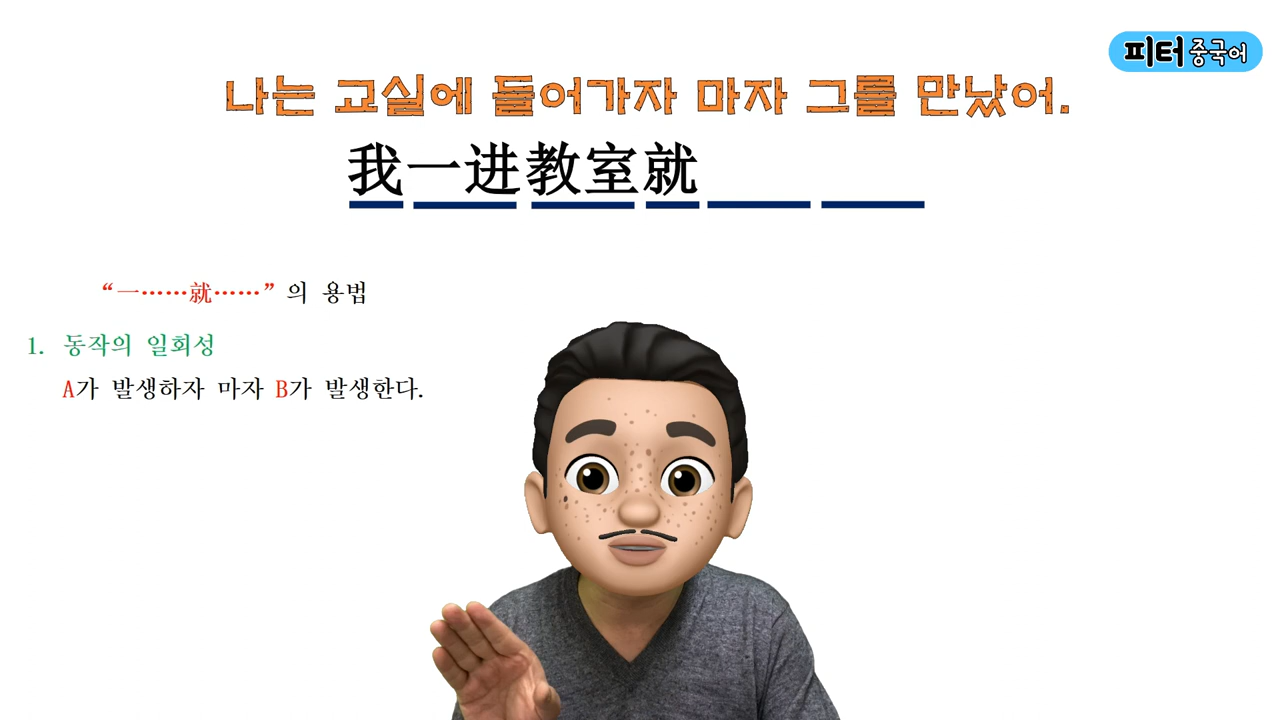 피터 중국어
나는 교실에 들어가자 마자 그를 만났어.
我一进教室就
“一……就……”의 용법
1. 동작의 일회성
A가 발생하자 마자 B가 발생한다.